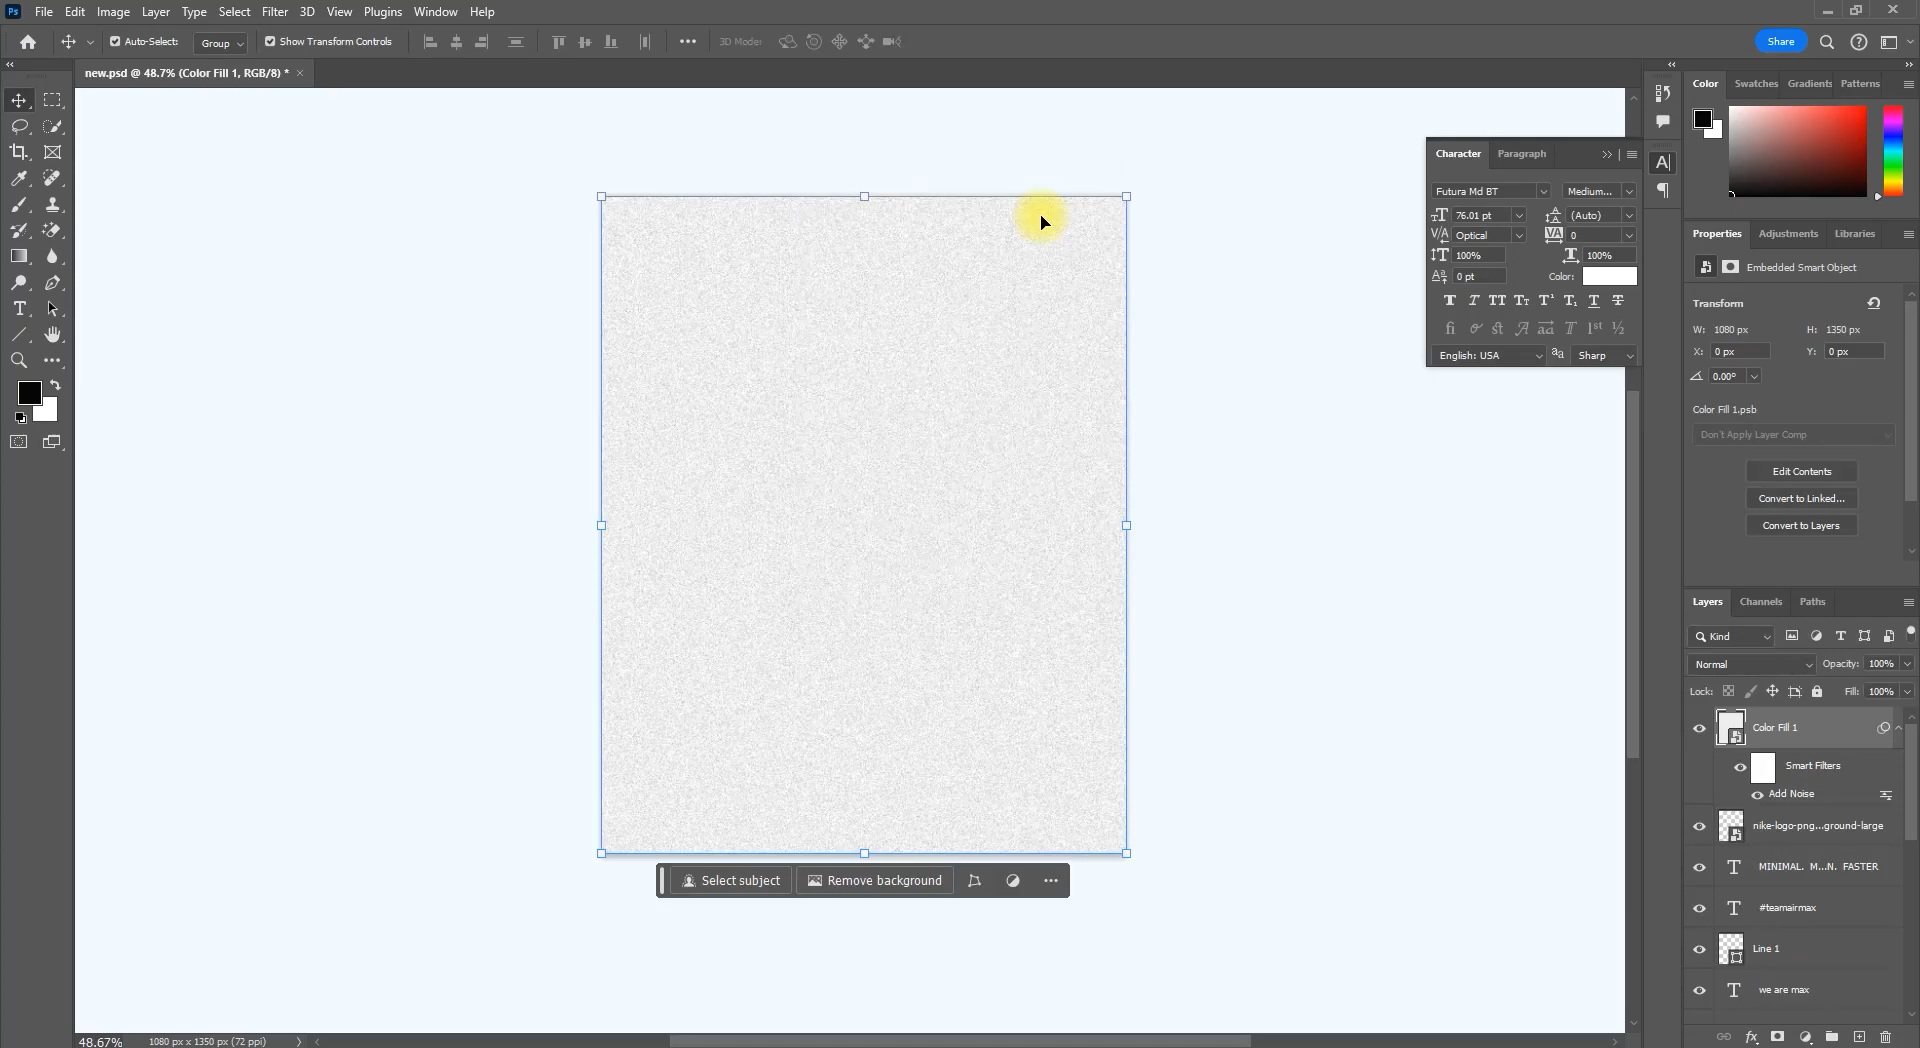 Ps File Edit Image Layer Type Select Filter 3D View Plugins Window Help
Auto-Select: Group Show Transform Controls 3D Mode: Share
new.psd @ 48.7% (Color Fill 1, RGB/8) *
Color Swatches Gradients Patterns
Character Paragraph
Futura Md BT Medium...
76.01 pt (Auto)
Optical 0
100% 100%
0 pt Color:
English: USA Sharp
Properties Adjustments Libraries
Embedded Smart Object
Transform
W: 1080 px H: 1350 px
X: 0 px Y: 0 px
0.00°
Color Fill 1.psb
Don't Apply Layer Comp
Edit Contents
Convert to Linked...
Convert to Layers
Layers Channels Paths
Kind
Normal Opacity: 100%
Lock: Fill: 100%
Color Fill 1
Smart Filters
Add Noise
nike-logo-png...ground-large
MINIMAL. M...N. FASTER
#teamairmax
Line 1
we are max
Select subject Remove background
48.67% 1080 px x 1350 px (72 ppi)